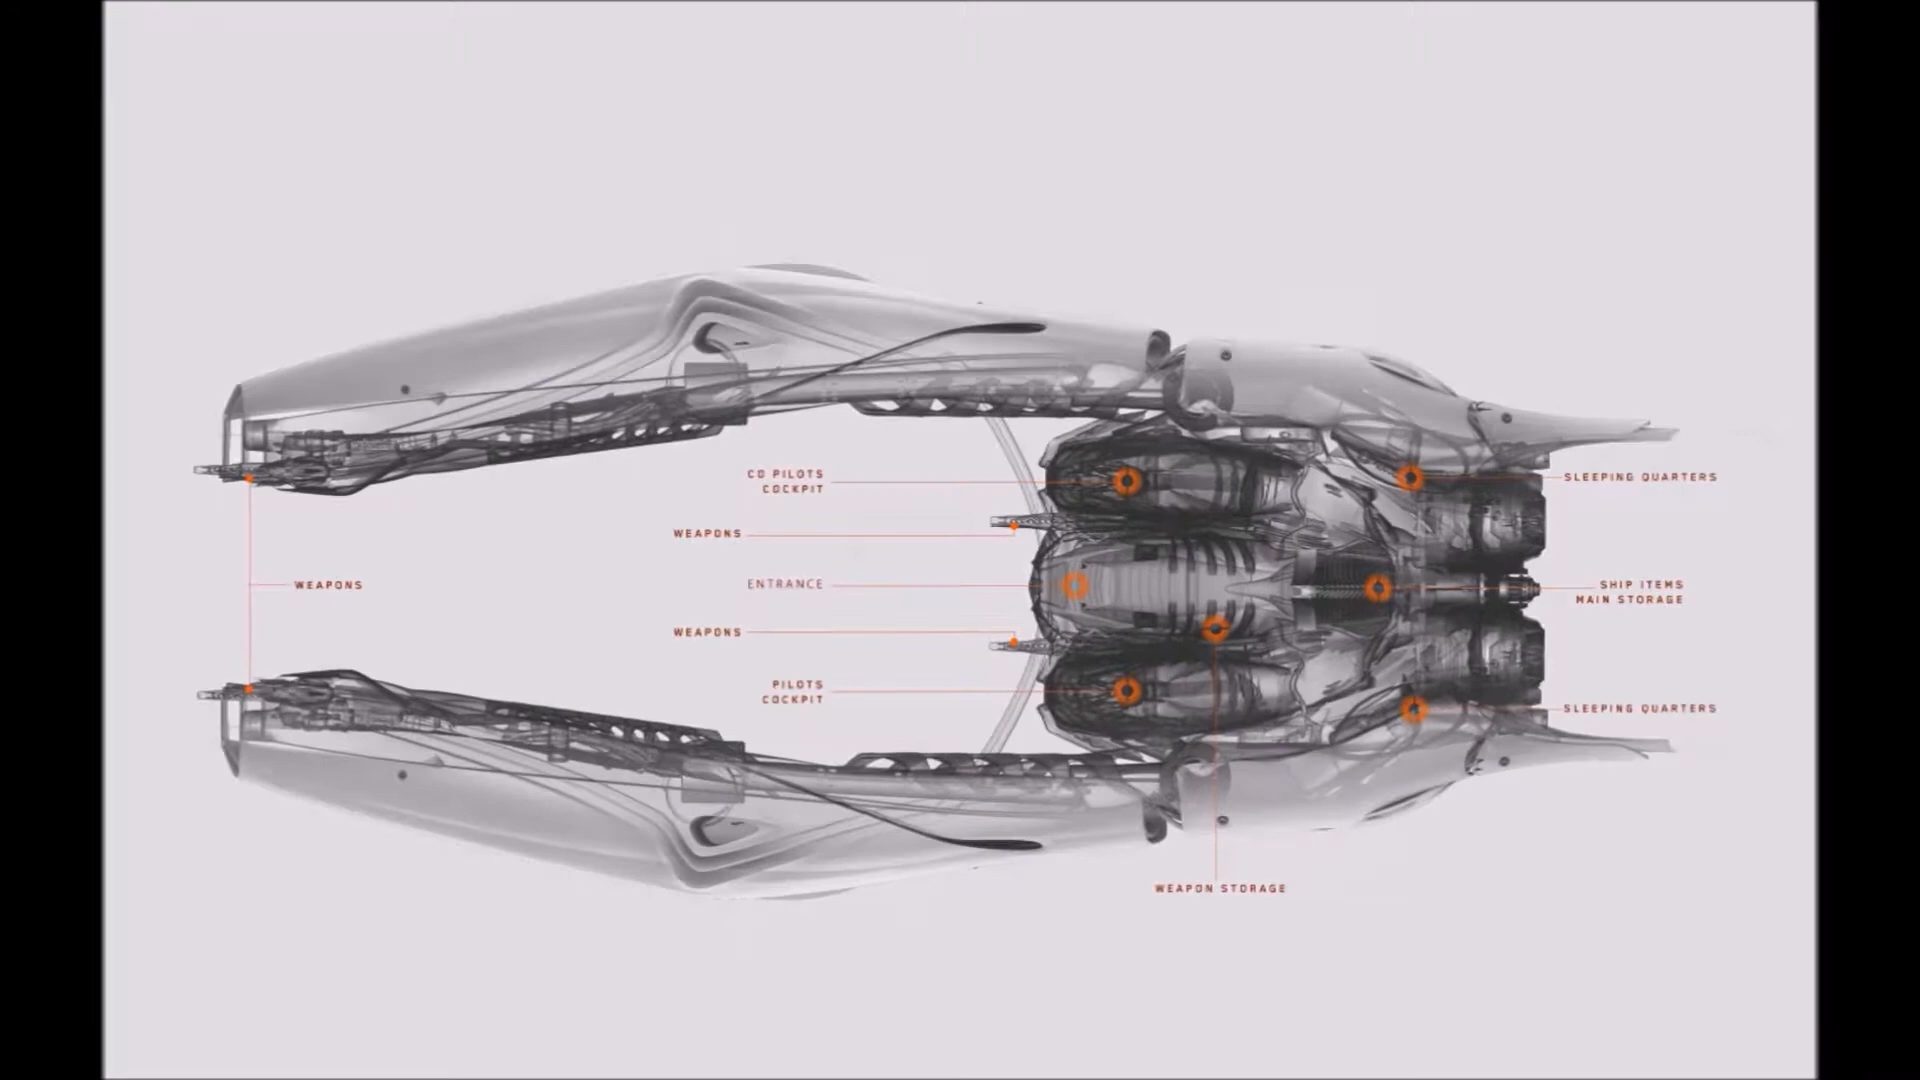 CO PILOTS
COCKPIT
SLEEPING QUARTERS
WEAPONS
WEAPONS
ENTRANCE
SHIP ITEMS
MAIN STORAGE
WEAPONS
PILOTS
COCKPIT
SLEEPING QUARTERS
WEAPON STORAGE